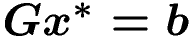 Gx* = b